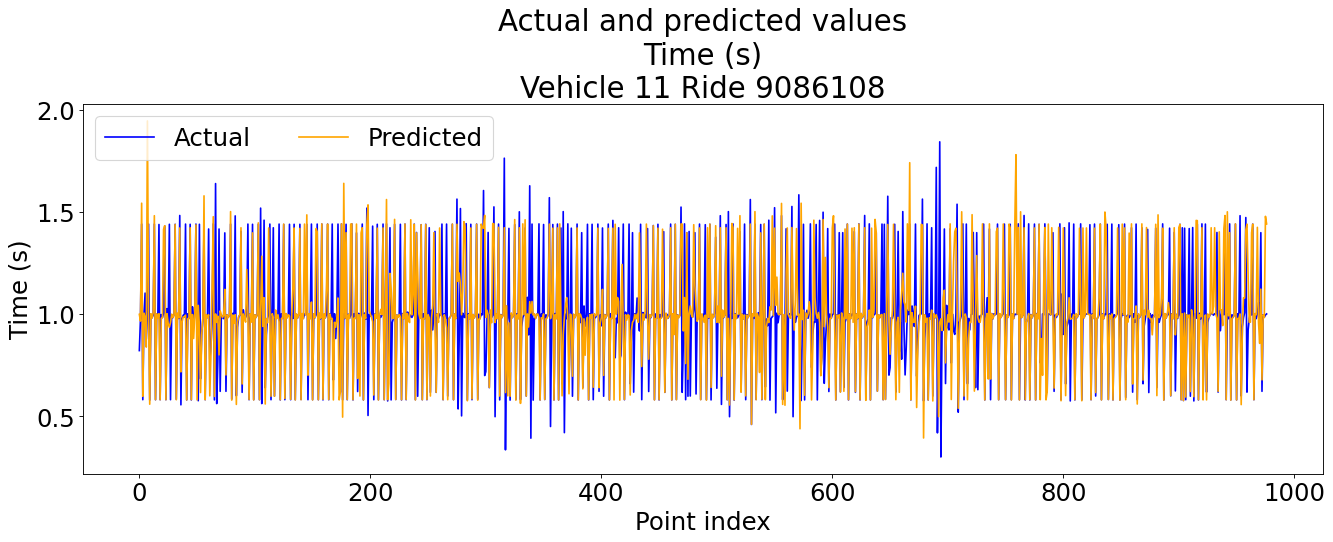 Actual and predicted values
Time (s)
Vehicle 11 Ride 9086108
2.0
1.5
1.0
0.5
Time (s)
Actual
Predicted
0
200
400
600
800
1000
Point index